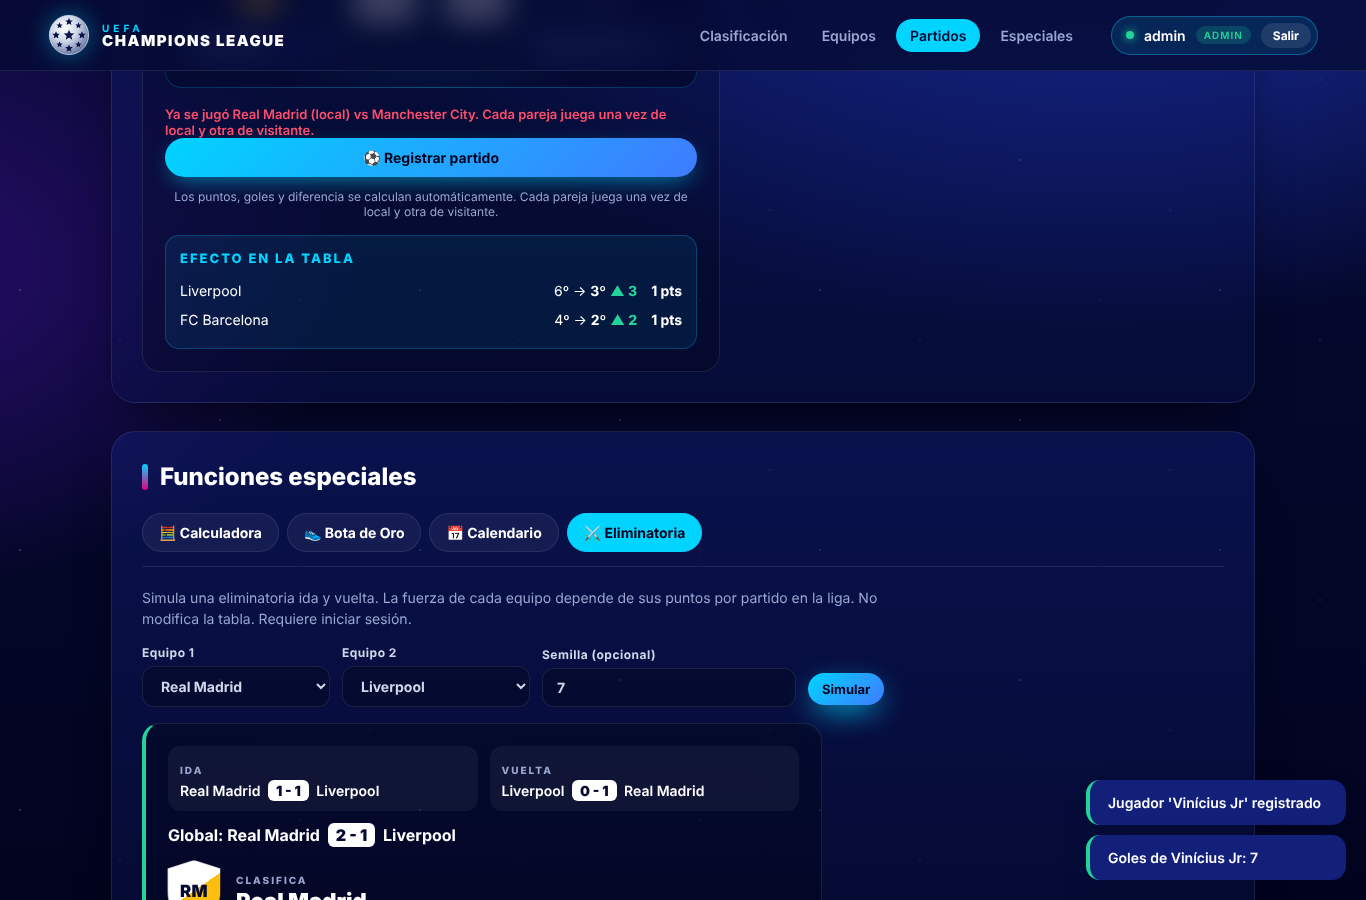 UEFA
CHAMPIONS LEAGUE
Clasificación
Equipos
Partidos
Especiales
admin
ADMIN
Salir
Ya se jugó Real Madrid (local) vs Manchester City. Cada pareja juega una vez de
local y otra de visitante.
⚽ Registrar partido
Los puntos, goles y diferencia se calculan automáticamente. Cada pareja juega una vez de
local y otra de visitante.
EFECTO EN LA TABLA
Liverpool 6º → 3º ▲ 3 1 pts
FC Barcelona 4º → 2º ▲ 2 1 pts
Funciones especiales
🧮 Calculadora
👟 Bota de Oro
📅 Calendario
⚔️ Eliminatoria
Simula una eliminatoria ida y vuelta. La fuerza de cada equipo depende de sus puntos por partido en la liga. No
modifica la tabla. Requiere iniciar sesión.
Equipo 1
Real Madrid
Equipo 2
Liverpool
Semilla (opcional)
7
Simular
IDA
Real Madrid 1 - 1 Liverpool
VUELTA
Liverpool 0 - 1 Real Madrid
Global: Real Madrid 2 - 1 Liverpool
RM
CLASIFICA
Real Madrid
Jugador 'Vinícius Jr' registrado
Goles de Vinícius Jr: 7